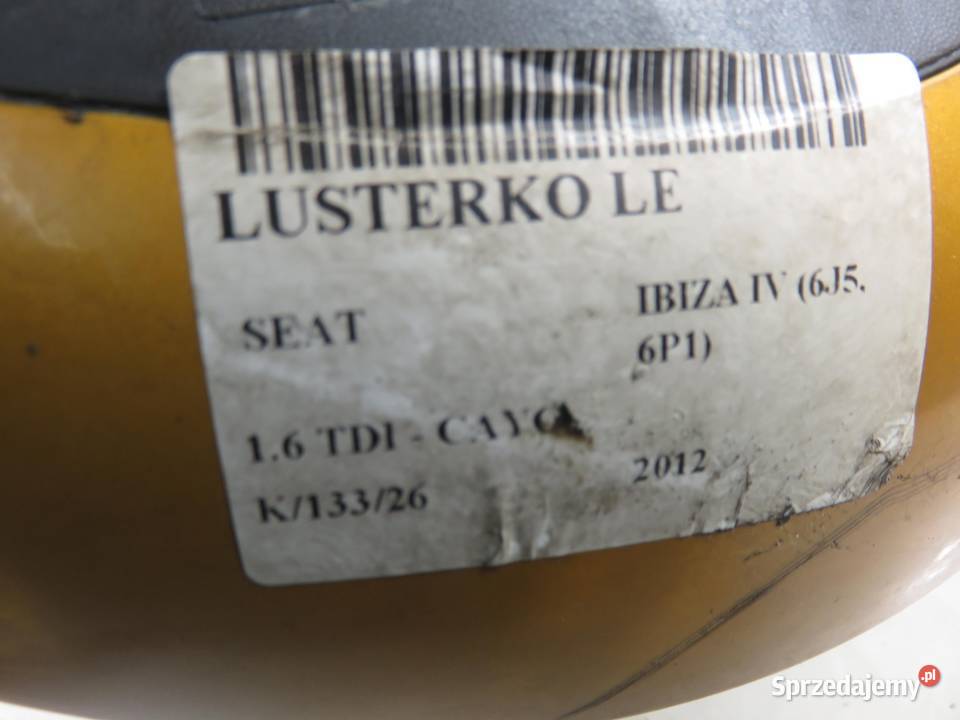 LUSTERKO LE
SEAT
IBIZA IV (6J5,
6P1)
1.6 TDI - CAYC
2012
K/133/26
Sprzedajemy.pl